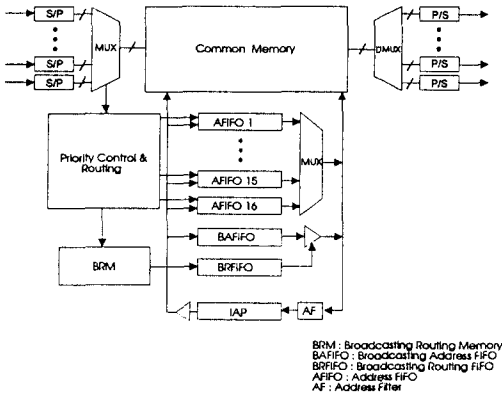 S/P
S/P
S/P
MUX
Common Memory
DMUX
P/S
P/S
P/S
Priority Control &
Routing
AFIFO 1
AFIFO 15
AFIFO 16
MUX
BAFIFO
BRM
BRFIFO
IAP
AF
BRM : Broadcasting Routing Memory
BAFIFO : Broadcasting Address FIFO
BRFIFO : Broadcasting Routing FIFO
AFIFO : Address FIFO
AF : Address Filter